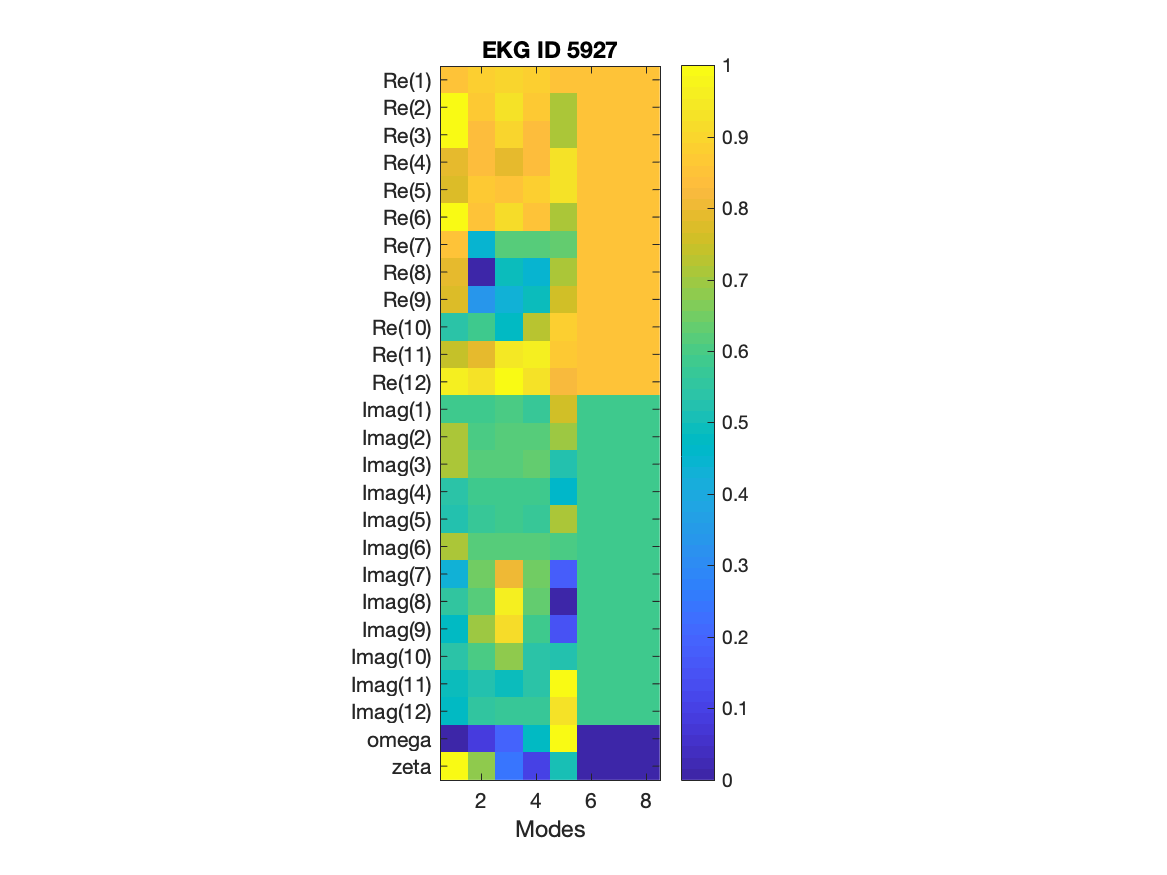 EKG ID 5927
Re(1)
Re(2)
Re(3)
Re(4)
Re(5)
Re(6)
Re(7)
Re(8)
Re(9)
Re(10)
Re(11)
Re(12)
Imag(1)
Imag(2)
Imag(3)
Imag(4)
Imag(5)
Imag(6)
Imag(7)
Imag(8)
Imag(9)
Imag(10)
Imag(11)
Imag(12)
omega
zeta
2 4 6 8
Modes
1
0.9
0.8
0.7
0.6
0.5
0.4
0.3
0.2
0.1
0